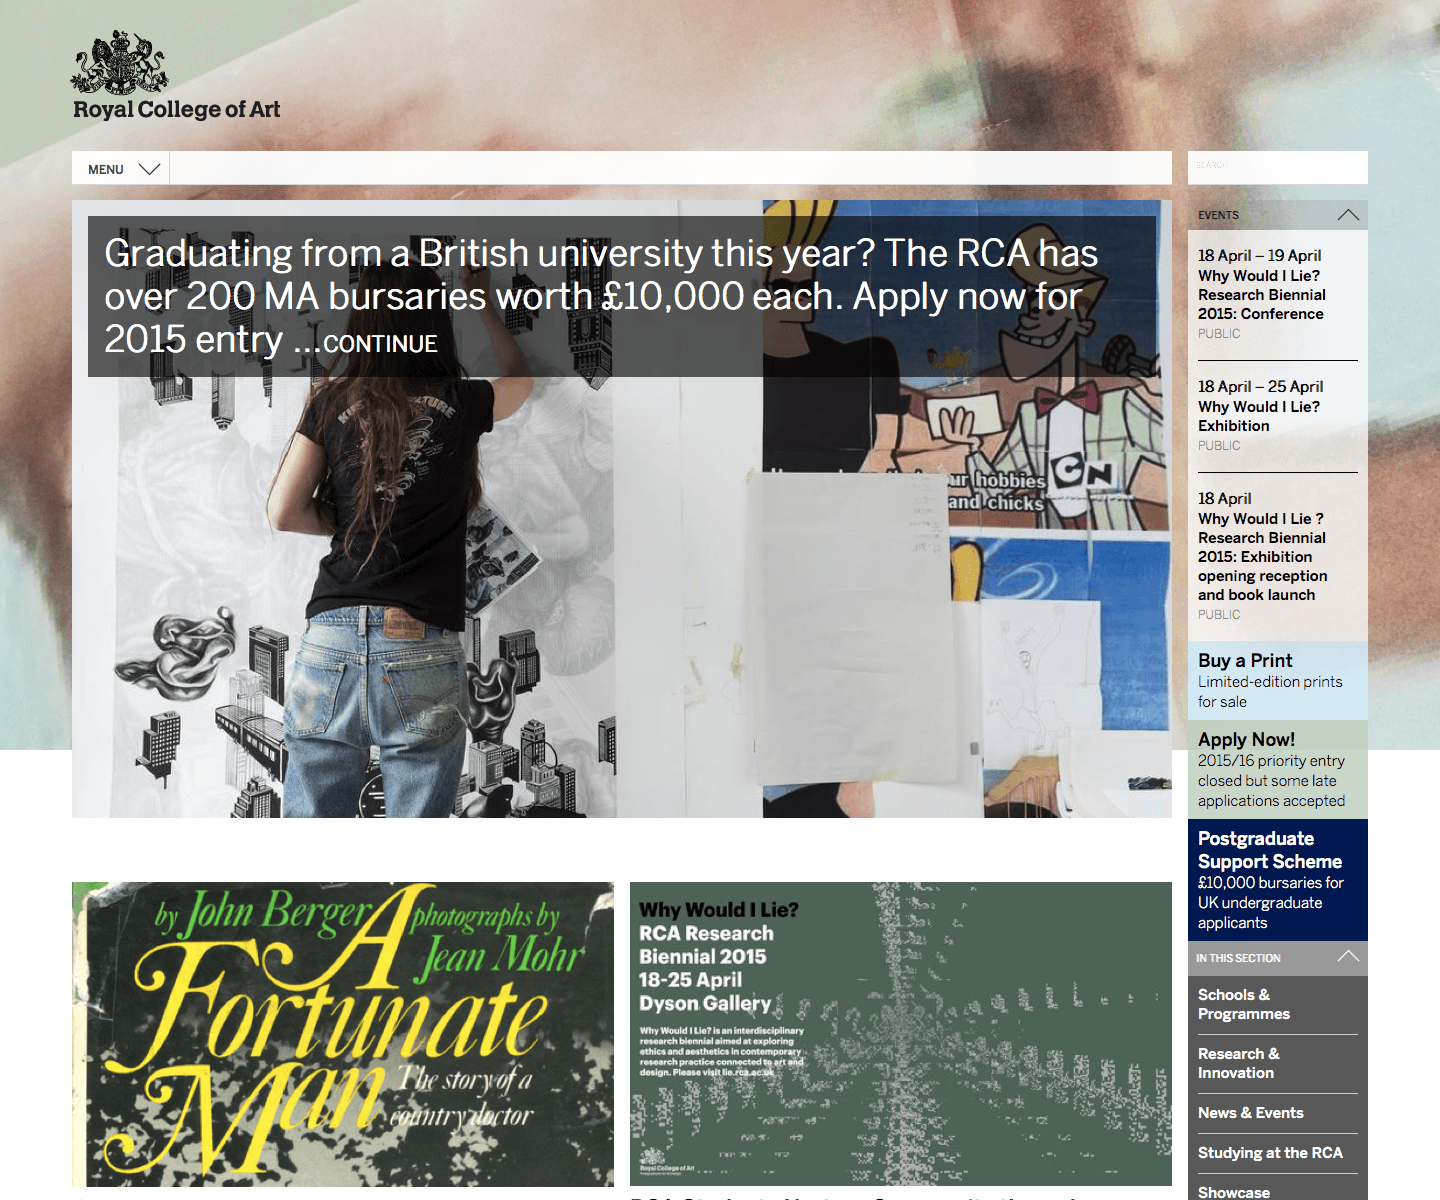 Royal College of Art
MENU
SEARCH
Graduating from a British university this year? The RCA has
over 200 MA bursaries worth £10,000 each. Apply now for
2015 entry ...CONTINUE
ur hobbies
and chicks
CN
EVENTS
18 April – 19 April
Why Would I Lie?
Research Biennial
2015: Conference
PUBLIC
18 April – 25 April
Why Would I Lie?
Exhibition
PUBLIC
18 April
Why Would I Lie ?
Research Biennial
2015: Exhibition
opening reception
and book launch
PUBLIC
Buy a Print
Limited-edition prints
for sale
Apply Now!
2015/16 priority entry
closed but some late
applications accepted
Postgraduate
Support Scheme
£10,000 bursaries for
UK undergraduate
applicants
IN THIS SECTION
Schools &
Programmes
Research &
Innovation
News & Events
Studying at the RCA
Showcase
by John Berger
photographs by
Jean Mohr
A
Fortunate
Man
The story of a
country doctor
Why Would I Lie?
RCA Research
Biennial 2015
18-25 April
Dyson Gallery
Why Would I Lie? is an interdisciplinary
research biennial aimed at exploring
ethics and aesthetics in contemporary
research practice connected to art and
design. Please visit lie.rca.ac.uk
Royal College of Art